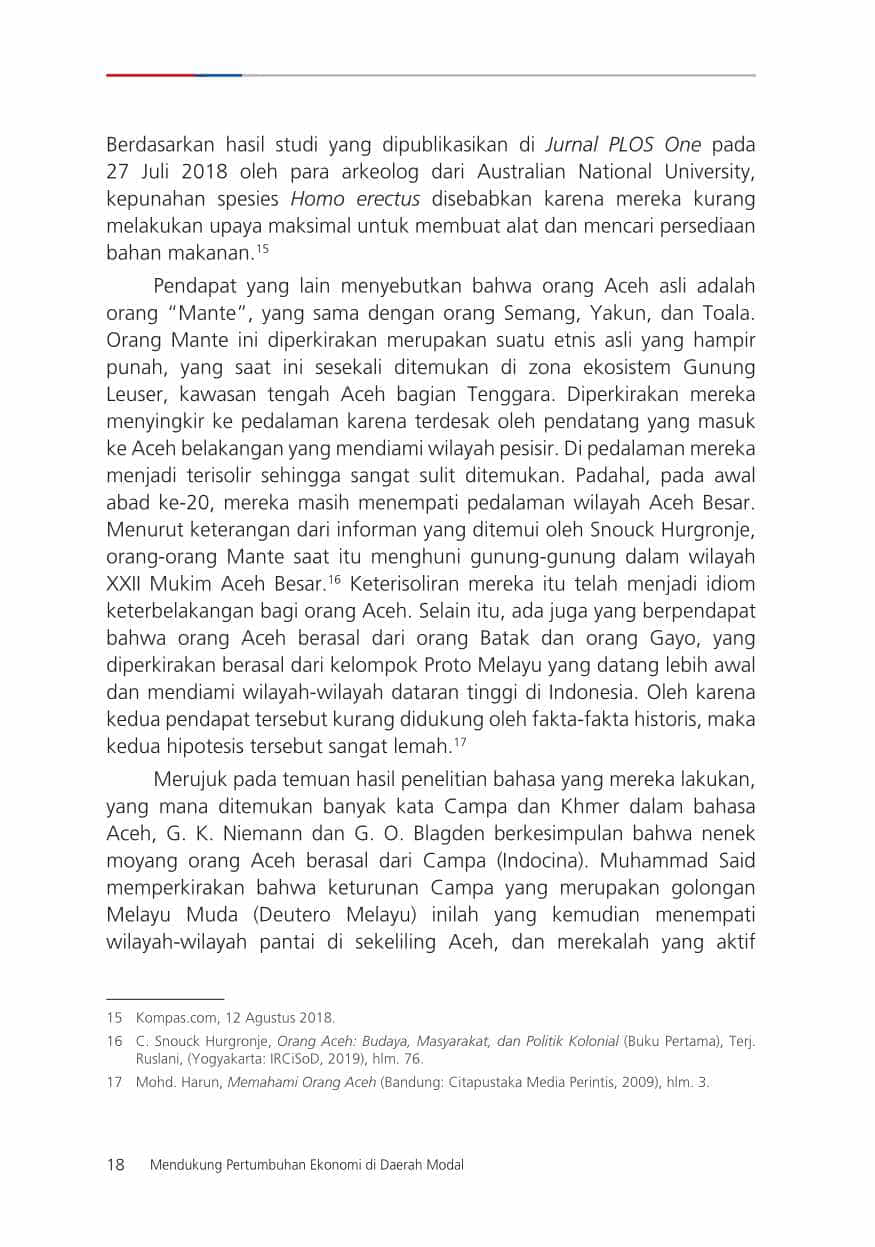 Berdasarkan hasil studi yang dipublikasikan di Jurnal PLOS One pada
27 Juli 2018 oleh para arkeolog dari Australian National University,
kepunahan spesies Homo erectus disebabkan karena mereka kurang
melakukan upaya maksimal untuk membuat alat dan mencari persediaan
bahan makanan.15
Pendapat yang lain menyebutkan bahwa orang Aceh asli adalah
orang “Mante”, yang sama dengan orang Semang, Yakun, dan Toala.
Orang Mante ini diperkirakan merupakan suatu etnis asli yang hampir
punah, yang saat ini sesekali ditemukan di zona ekosistem Gunung
Leuser, kawasan tengah Aceh bagian Tenggara. Diperkirakan mereka
menyingkir ke pedalaman karena terdesak oleh pendatang yang masuk
ke Aceh belakangan yang mendiami wilayah pesisir. Di pedalaman mereka
menjadi terisolir sehingga sangat sulit ditemukan. Padahal, pada awal
abad ke-20, mereka masih menempati pedalaman wilayah Aceh Besar.
Menurut keterangan dari informan yang ditemui oleh Snouck Hurgronje,
orang-orang Mante saat itu menghuni gunung-gunung dalam wilayah
XXII Mukim Aceh Besar.16 Keterisoliran mereka itu telah menjadi idiom
keterbelakangan bagi orang Aceh. Selain itu, ada juga yang berpendapat
bahwa orang Aceh berasal dari orang Batak dan orang Gayo, yang
diperkirakan berasal dari kelompok Proto Melayu yang datang lebih awal
dan mendiami wilayah-wilayah dataran tinggi di Indonesia. Oleh karena
kedua pendapat tersebut kurang didukung oleh fakta-fakta historis, maka
kedua hipotesis tersebut sangat lemah.17
Merujuk pada temuan hasil penelitian bahasa yang mereka lakukan,
yang mana ditemukan banyak kata Campa dan Khmer dalam bahasa
Aceh, G. K. Niemann dan G. O. Blagden berkesimpulan bahwa nenek
moyang orang Aceh berasal dari Campa (Indocina). Muhammad Said
memperkirakan bahwa keturunan Campa yang merupakan golongan
Melayu Muda (Deutero Melayu) inilah yang kemudian menempati
wilayah-wilayah pantai di sekeliling Aceh, dan merekalah yang aktif
15 Kompas.com, 12 Agustus 2018.
16 C. Snouck Hurgronje, Orang Aceh: Budaya, Masyarakat, dan Politik Kolonial (Buku Pertama), Terj.
Ruslani, (Yogyakarta: IRCiSoD, 2019), hlm. 76.
17 Mohd. Harun, Memahami Orang Aceh (Bandung: Citapustaka Media Perintis, 2009), hlm. 3.
18 Mendukung Pertumbuhan Ekonomi di Daerah Modal